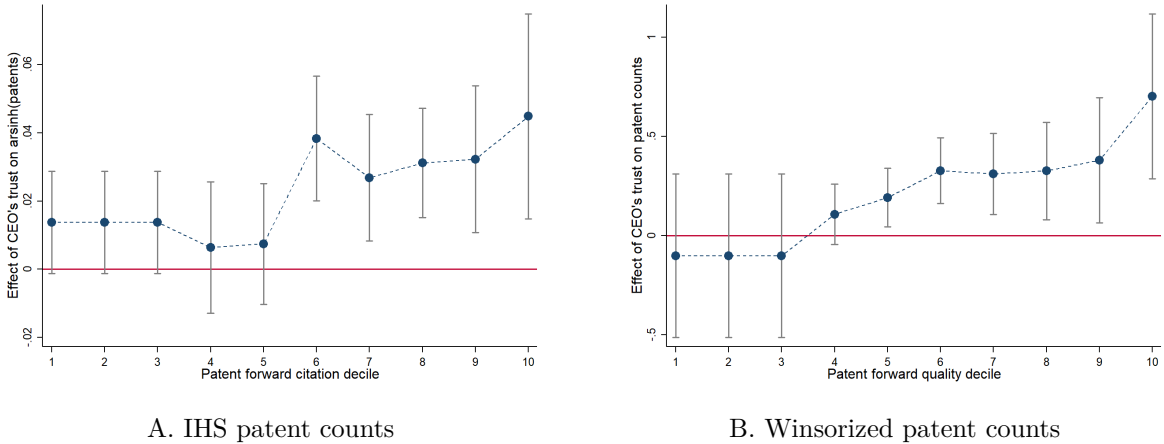 Effect of CEO's trust on arsinh(patents)
.06
.04
.02
0
-.02
1 2 3 4 5 6 7 8 9 10
Patent forward citation decile
A. IHS patent counts
Effect of CEO's trust on patent counts
1
.5
0
-.5
1 2 3 4 5 6 7 8 9 10
Patent forward quality decile
B. Winsorized patent counts